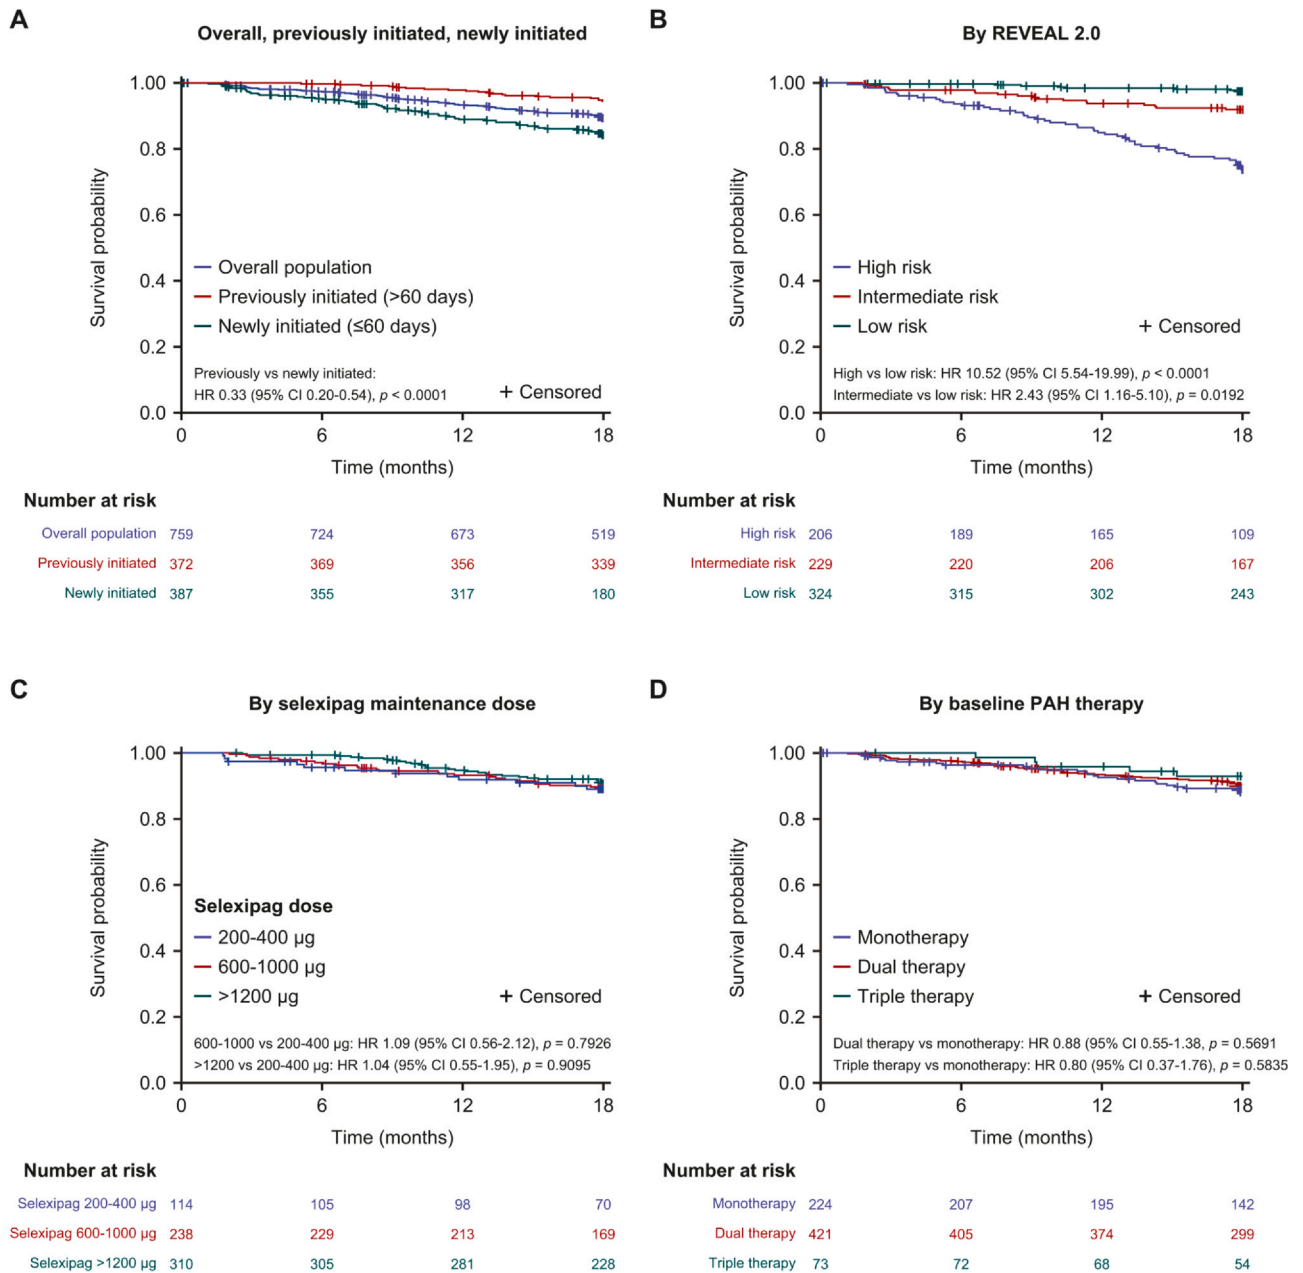 A
Overall, previously initiated, newly initiated
1.00
0.8
0.6
0.4
0.2
0.0
Survival probability
Overall population
Previously initiated (>60 days)
Newly initiated (≤60 days)
Previously vs newly initiated:
HR 0.33 (95% CI 0.20-0.54), p < 0.0001
+ Censored
0 6 12 18
Time (months)
Number at risk
Overall population 759 724 673 519
Previously initiated 372 369 356 339
Newly initiated 387 355 317 180
B
By REVEAL 2.0
1.00
0.8
0.6
0.4
0.2
0.0
Survival probability
High risk
Intermediate risk
Low risk
+ Censored
High vs low risk: HR 10.52 (95% CI 5.54-19.99), p < 0.0001
Intermediate vs low risk: HR 2.43 (95% CI 1.16-5.10), p = 0.0192
0 6 12 18
Time (months)
Number at risk
High risk 206 189 165 109
Intermediate risk 229 220 206 167
Low risk 324 315 302 243
C
By selexipag maintenance dose
1.00
0.8
0.6
0.4
0.2
0.0
Survival probability
Selexipag dose
200-400 µg
600-1000 µg
>1200 µg
+ Censored
600-1000 vs 200-400 µg: HR 1.09 (95% CI 0.56-2.12), p = 0.7926
>1200 vs 200-400 µg: HR 1.04 (95% CI 0.55-1.95), p = 0.9095
0 6 12 18
Time (months)
Number at risk
Selexipag 200-400 µg 114 105 98 70
Selexipag 600-1000 µg 238 229 213 169
Selexipag >1200 µg 310 305 281 228
D
By baseline PAH therapy
1.00
0.8
0.6
0.4
0.2
0.0
Survival probability
Monotherapy
Dual therapy
Triple therapy
+ Censored
Dual therapy vs monotherapy: HR 0.88 (95% CI 0.55-1.38, p = 0.5691
Triple therapy vs monotherapy: HR 0.80 (95% CI 0.37-1.76), p = 0.5835
0 6 12 18
Time (months)
Number at risk
Monotherapy 224 207 195 142
Dual therapy 421 405 374 299
Triple therapy 73 72 68 54